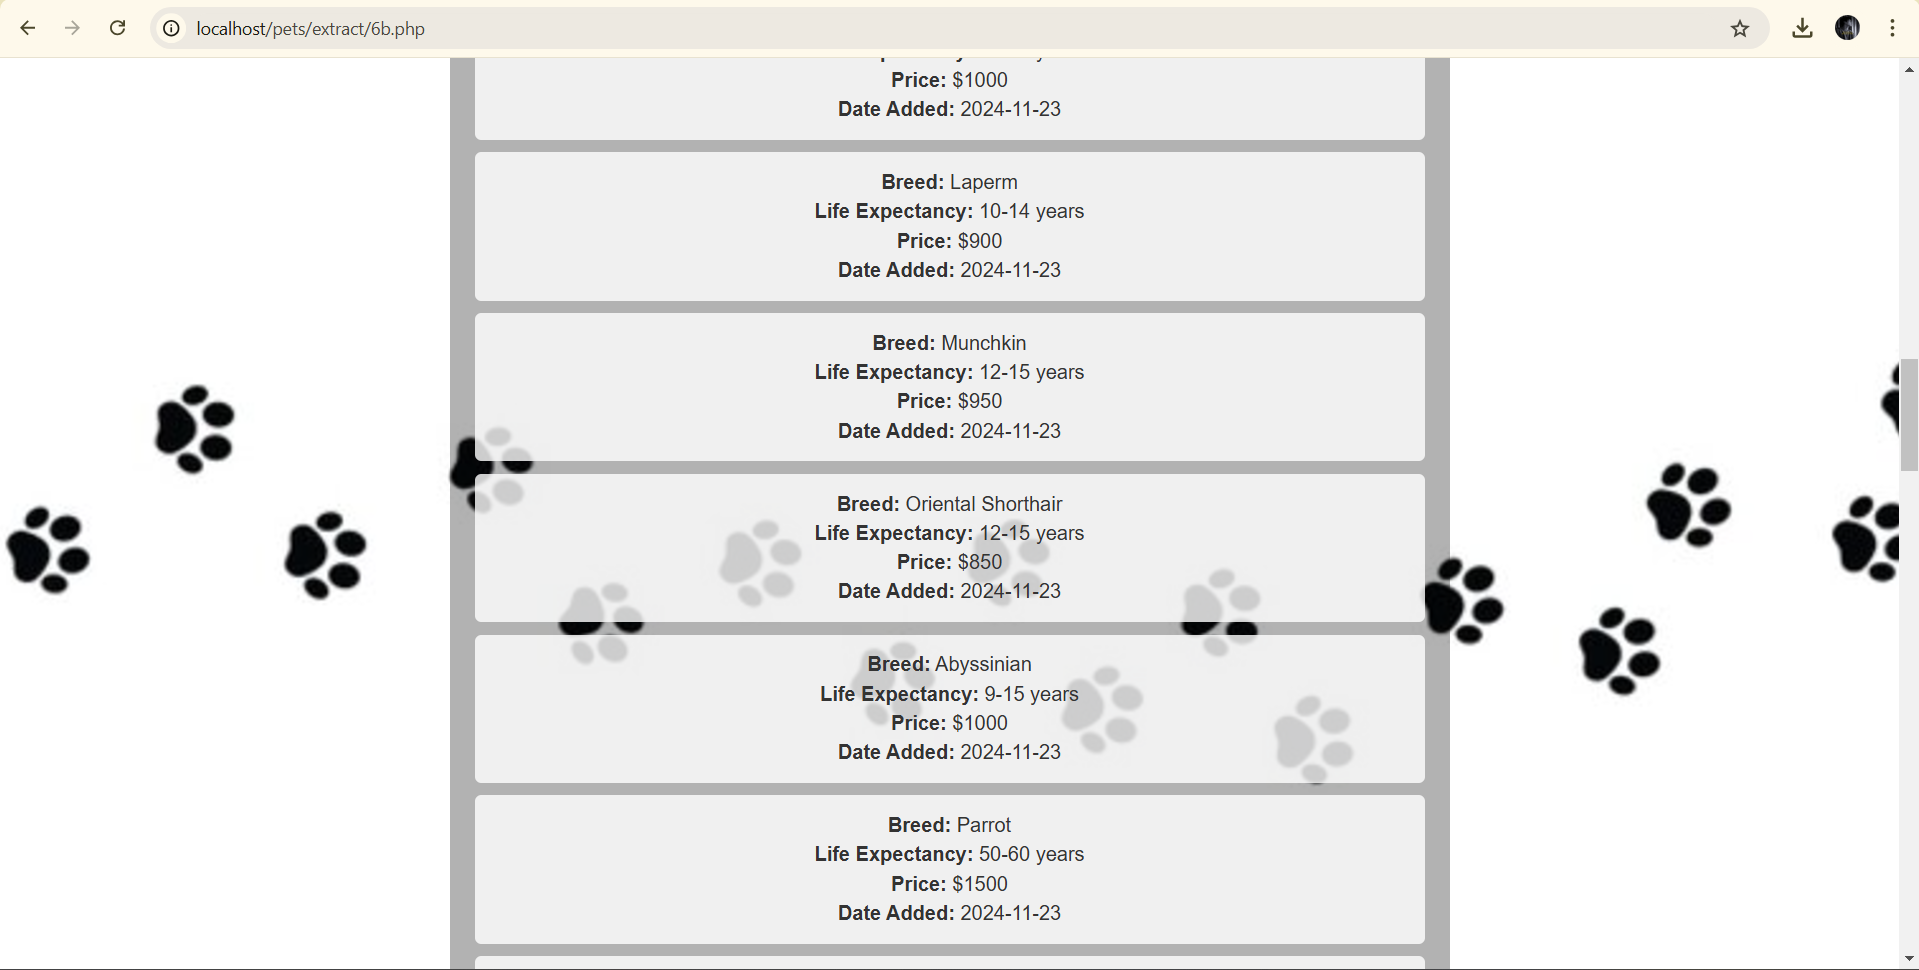 localhost/pets/extract/6b.php
Price: $1000
Date Added: 2024-11-23
Breed: Laperm
Life Expectancy: 10-14 years
Price: $900
Date Added: 2024-11-23
Breed: Munchkin
Life Expectancy: 12-15 years
Price: $950
Date Added: 2024-11-23
Breed: Oriental Shorthair
Life Expectancy: 12-15 years
Price: $850
Date Added: 2024-11-23
Breed: Abyssinian
Life Expectancy: 9-15 years
Price: $1000
Date Added: 2024-11-23
Breed: Parrot
Life Expectancy: 50-60 years
Price: $1500
Date Added: 2024-11-23